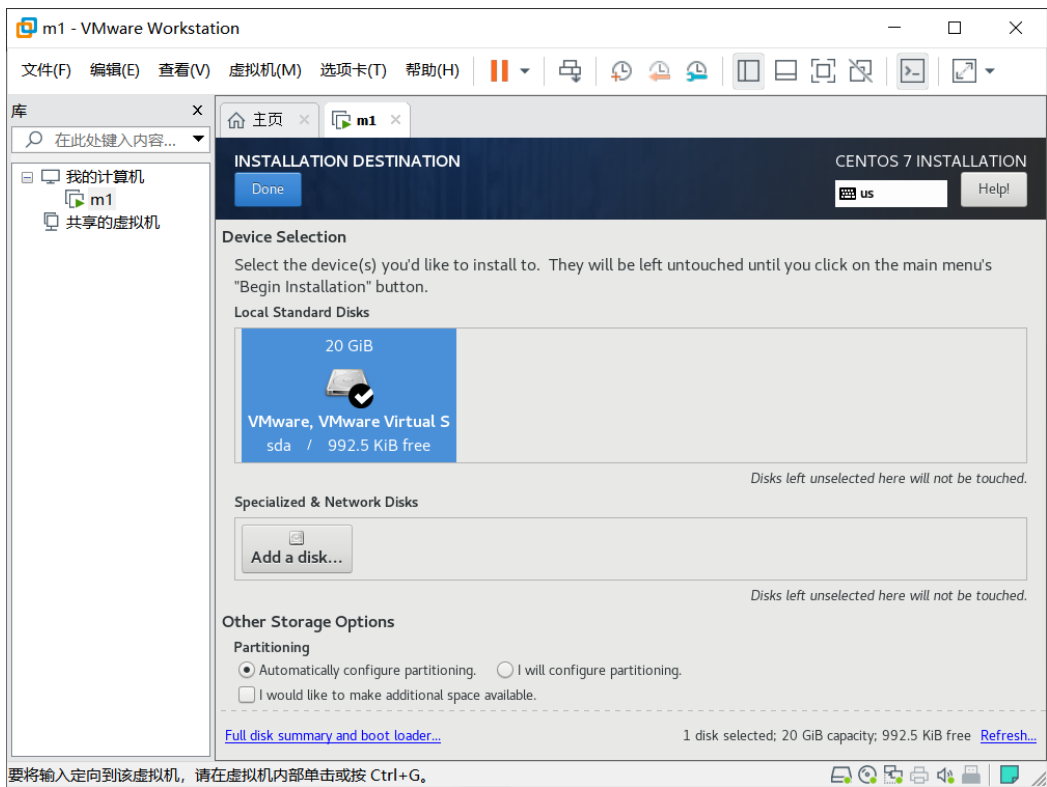 m1 - VMware Workstation
文件(F) 编辑(E) 查看(V) 虚拟机(M) 选项卡(T) 帮助(H)
库 x
在此处键入内容...
我的计算机
m1
共享的虚拟机
主页 × m1 ×
INSTALLATION DESTINATION
CENTOS 7 INSTALLATION
Done
us
Help!
Device Selection
Select the device(s) you'd like to install to. They will be left untouched until you click on the main menu's
"Begin Installation" button.
Local Standard Disks
20 GiB
VMware, VMware Virtual S
sda / 992.5 KiB free
Disks left unselected here will not be touched.
Specialized & Network Disks
Add a disk...
Disks left unselected here will not be touched.
Other Storage Options
Partitioning
Automatically configure partitioning. I will configure partitioning.
I would like to make additional space available.
Full disk summary and boot loader...
1 disk selected; 20 GiB capacity; 992.5 KiB free Refresh...
要将输入定向到该虚拟机，请在虚拟机内部单击或按 Ctrl+G。